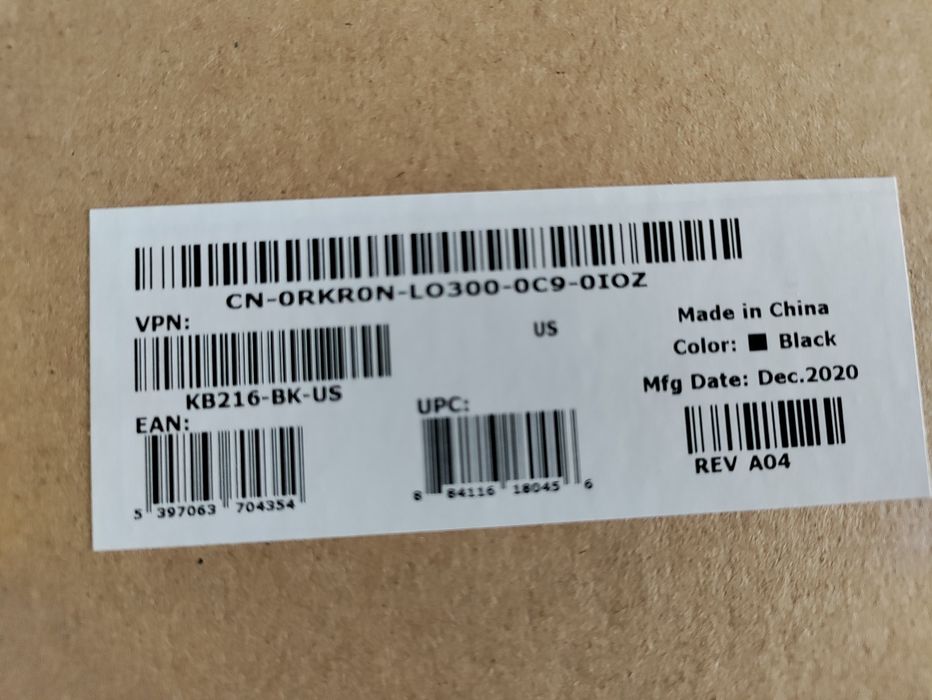 CN-0RKR0N-LO300-0C9-0IOZ
VPN:
US
Made in China
Color: Black
KB216-BK-US
Mfg Date: Dec.2020
EAN:
UPC:
5 397063 704354
8 84116 18045 6
REV A04